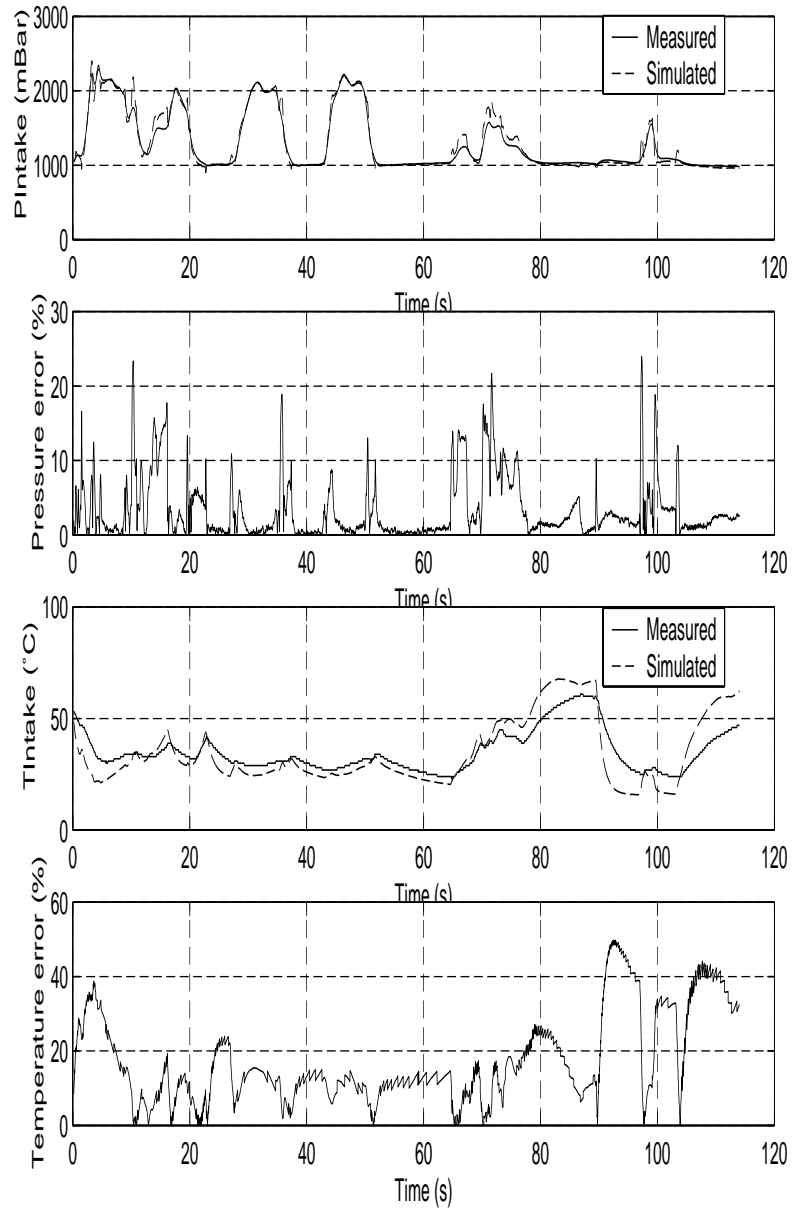 PIntake (mBar)
3000
2000
1000
0
Measured
Simulated
0 20 40 60 80 100 120
Time (s)
Pressure error (%)
30
20
10
0
0 20 40 60 80 100 120
Time (s)
TIntake (°C)
100
50
0
Measured
Simulated
0 20 40 60 80 100 120
Time (s)
Temperature error (%)
60
40
20
0
0 20 40 60 80 100 120
Time (s)